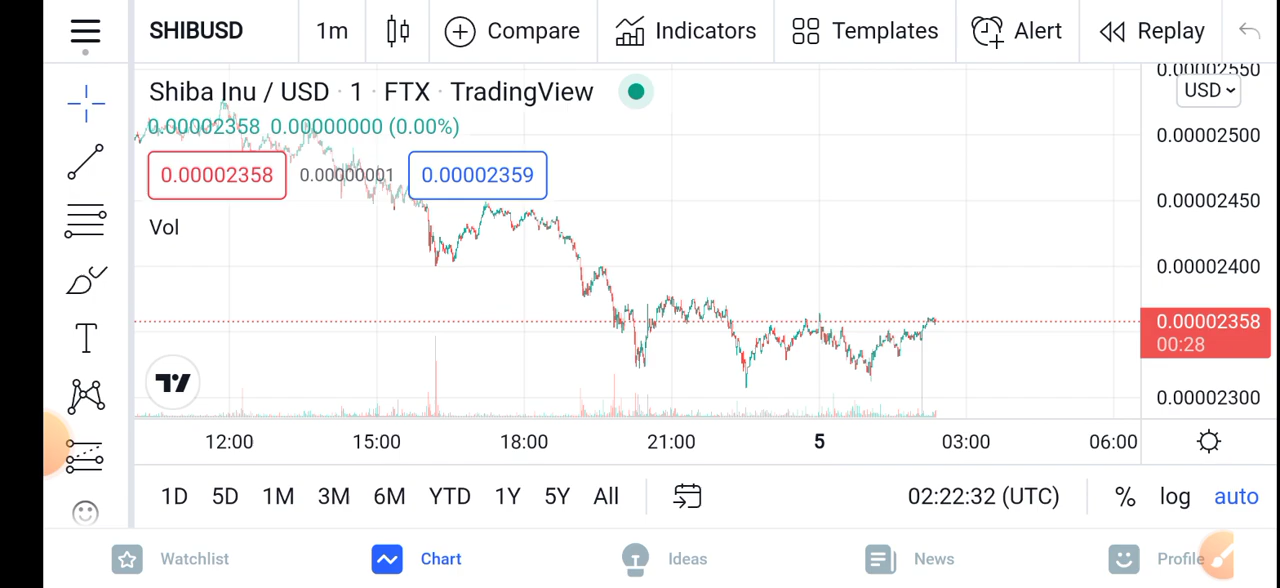 SHIBUSD 1m Compare Indicators Templates Alert Replay
Shiba Inu / USD · 1 · FTX · TradingView
0.00002358 0.00000000 (0.00%)
0.00002358 0.00000001 0.00002359
Vol
0.00002550
USD
0.00002500
0.00002450
0.00002400
0.00002358
00:28
0.00002300
12:00 15:00 18:00 21:00 5 03:00 06:00
1D 5D 1M 3M 6M YTD 1Y 5Y All 02:22:32 (UTC) % log auto
Watchlist Chart Ideas News Profile